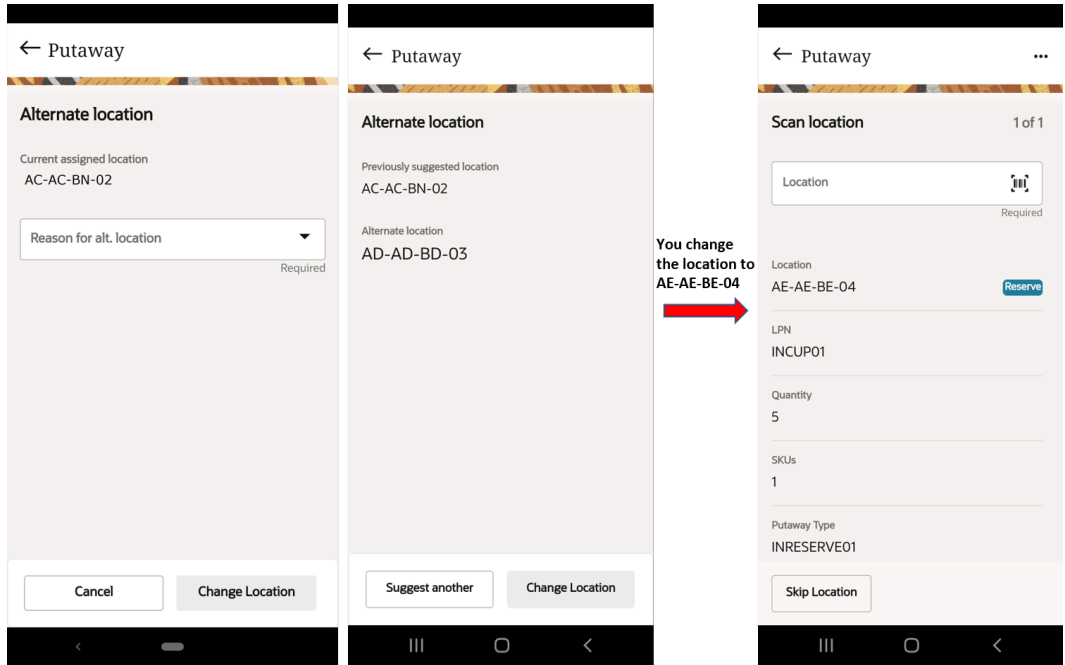 Putaway
Alternate location
Current assigned location
AC-AC-BN-02
Reason for alt. location
Required
Cancel
Change Location
Putaway
Alternate location
Previously suggested location
AC-AC-BN-02
Alternate location
AD-AD-BD-03
Suggest another
Change Location
You change
the location to
AE-AE-BE-04
Putaway
Scan location 1 of 1
Location
Required
Location
AE-AE-BE-04 Reserve
LPN
INCUP01
Quantity
5
SKUs
1
Putaway Type
INRESERVE01
Skip Location